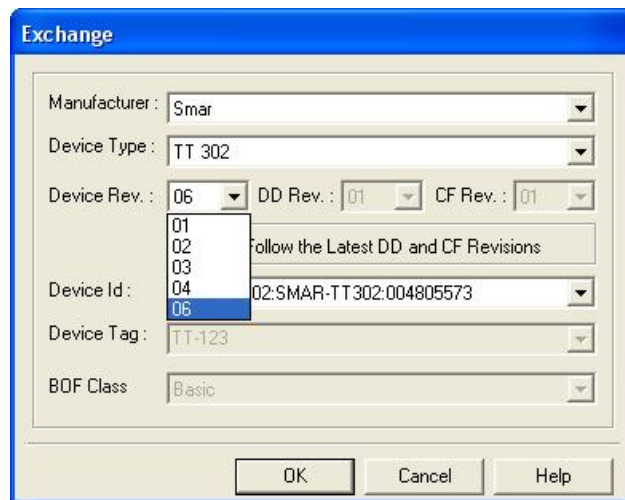 Exchange
Manufacturer : Smar
Device Type : TT 302
Device Rev. : 06 DD Rev. : 01 CF Rev. : 01
01
02 Follow the Latest DD and CF Revisions
03
04
Device Id : 02:SMAR-TT302:004805573
06
Device Tag : TT-123
BOF Class Basic
OK Cancel Help